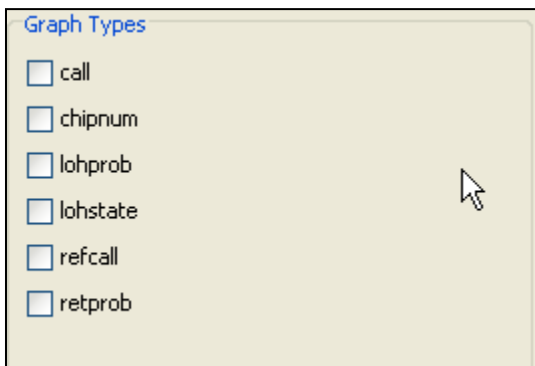 Graph Types
call
chipnum
lohprob
lohstate
refcall
retprob